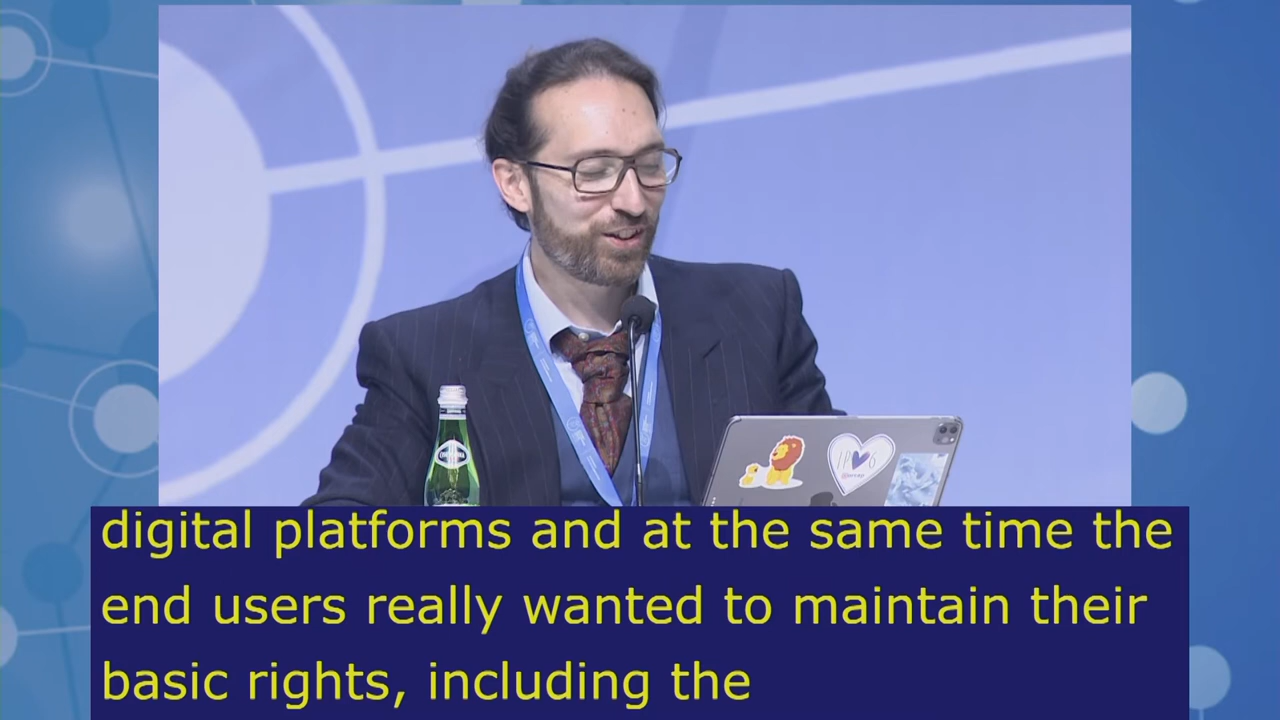 IPv6
digital platforms and at the same time the
end users really wanted to maintain their
basic rights, including the